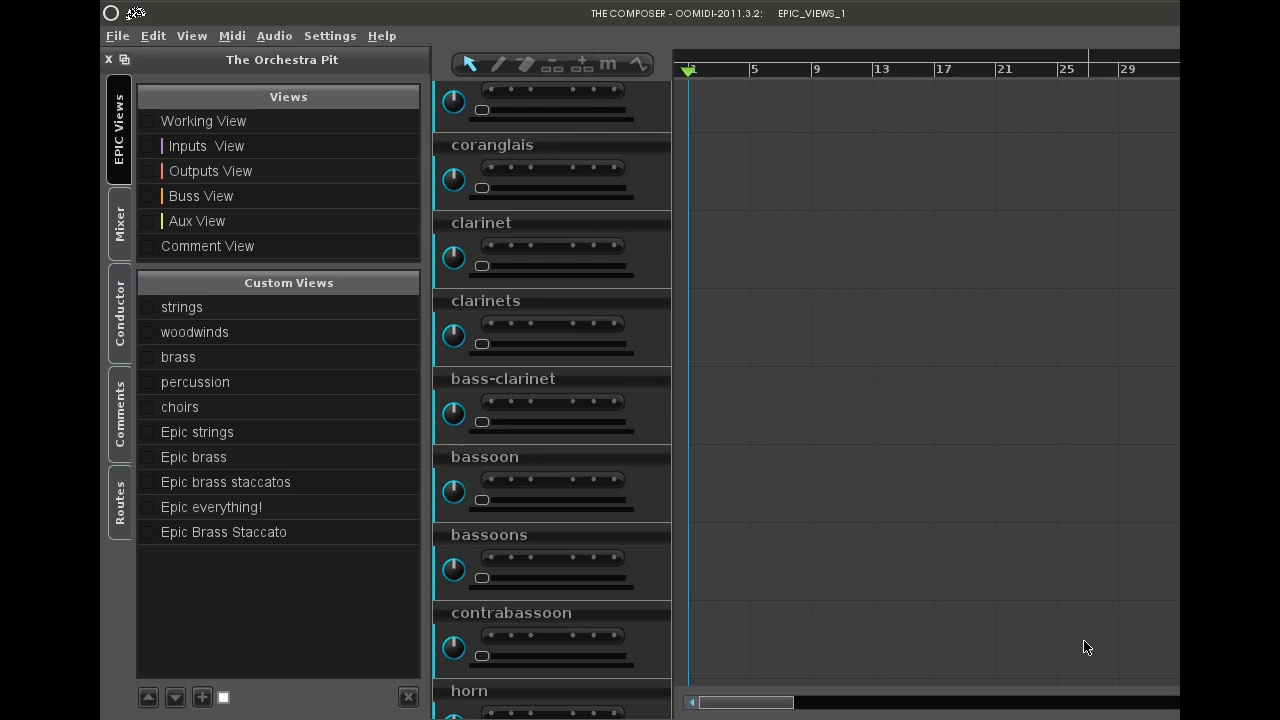 THE COMPOSER - OOMIDI-2011.3.2: EPIC_VIEWS_1
File Edit View Midi Audio Settings Help
x The Orchestra Pit
EPIC Views
Mixer
Conductor
Comments
Routes
Views
Working View
Inputs View
Outputs View
Buss View
Aux View
Comment View
Custom Views
strings
woodwinds
brass
percussion
choirs
Epic strings
Epic brass
Epic brass staccatos
Epic everything!
Epic Brass Staccato
m
coranglais
clarinet
clarinets
bass-clarinet
bassoon
bassoons
contrabassoon
horn
1 5 9 13 17 21 25 29